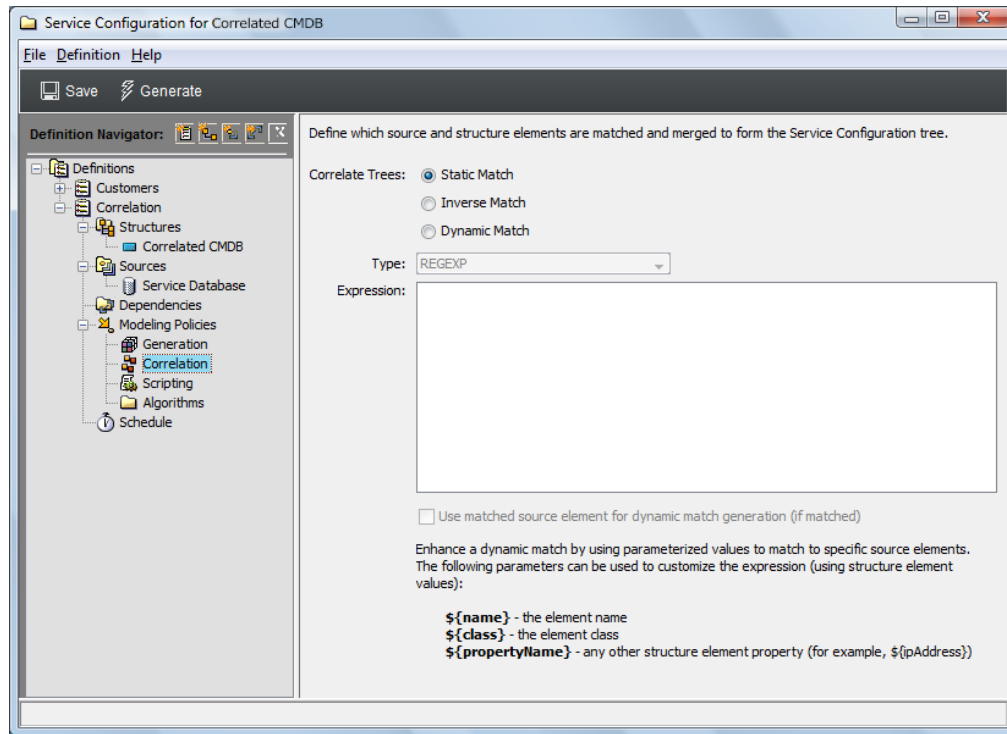 Service Configuration for Correlated CMDB
File Definition Help
Save Generate
Definition Navigator:
Define which source and structure elements are matched and merged to form the Service Configuration tree.
Definitions
Customers
Correlation
Structures
Correlated CMDB
Sources
Service Database
Dependencies
Modeling Policies
Generation
Correlation
Scripting
Algorithms
Schedule
Correlate Trees: Static Match
Inverse Match
Dynamic Match
Type: REGEXP
Expression:
Use matched source element for dynamic match generation (if matched)
Enhance a dynamic match by using parameterized values to match to specific source elements.
The following parameters can be used to customize the expression (using structure element
values):
${name} - the element name
${class} - the element class
${propertyName} - any other structure element property (for example, ${ipAddress})